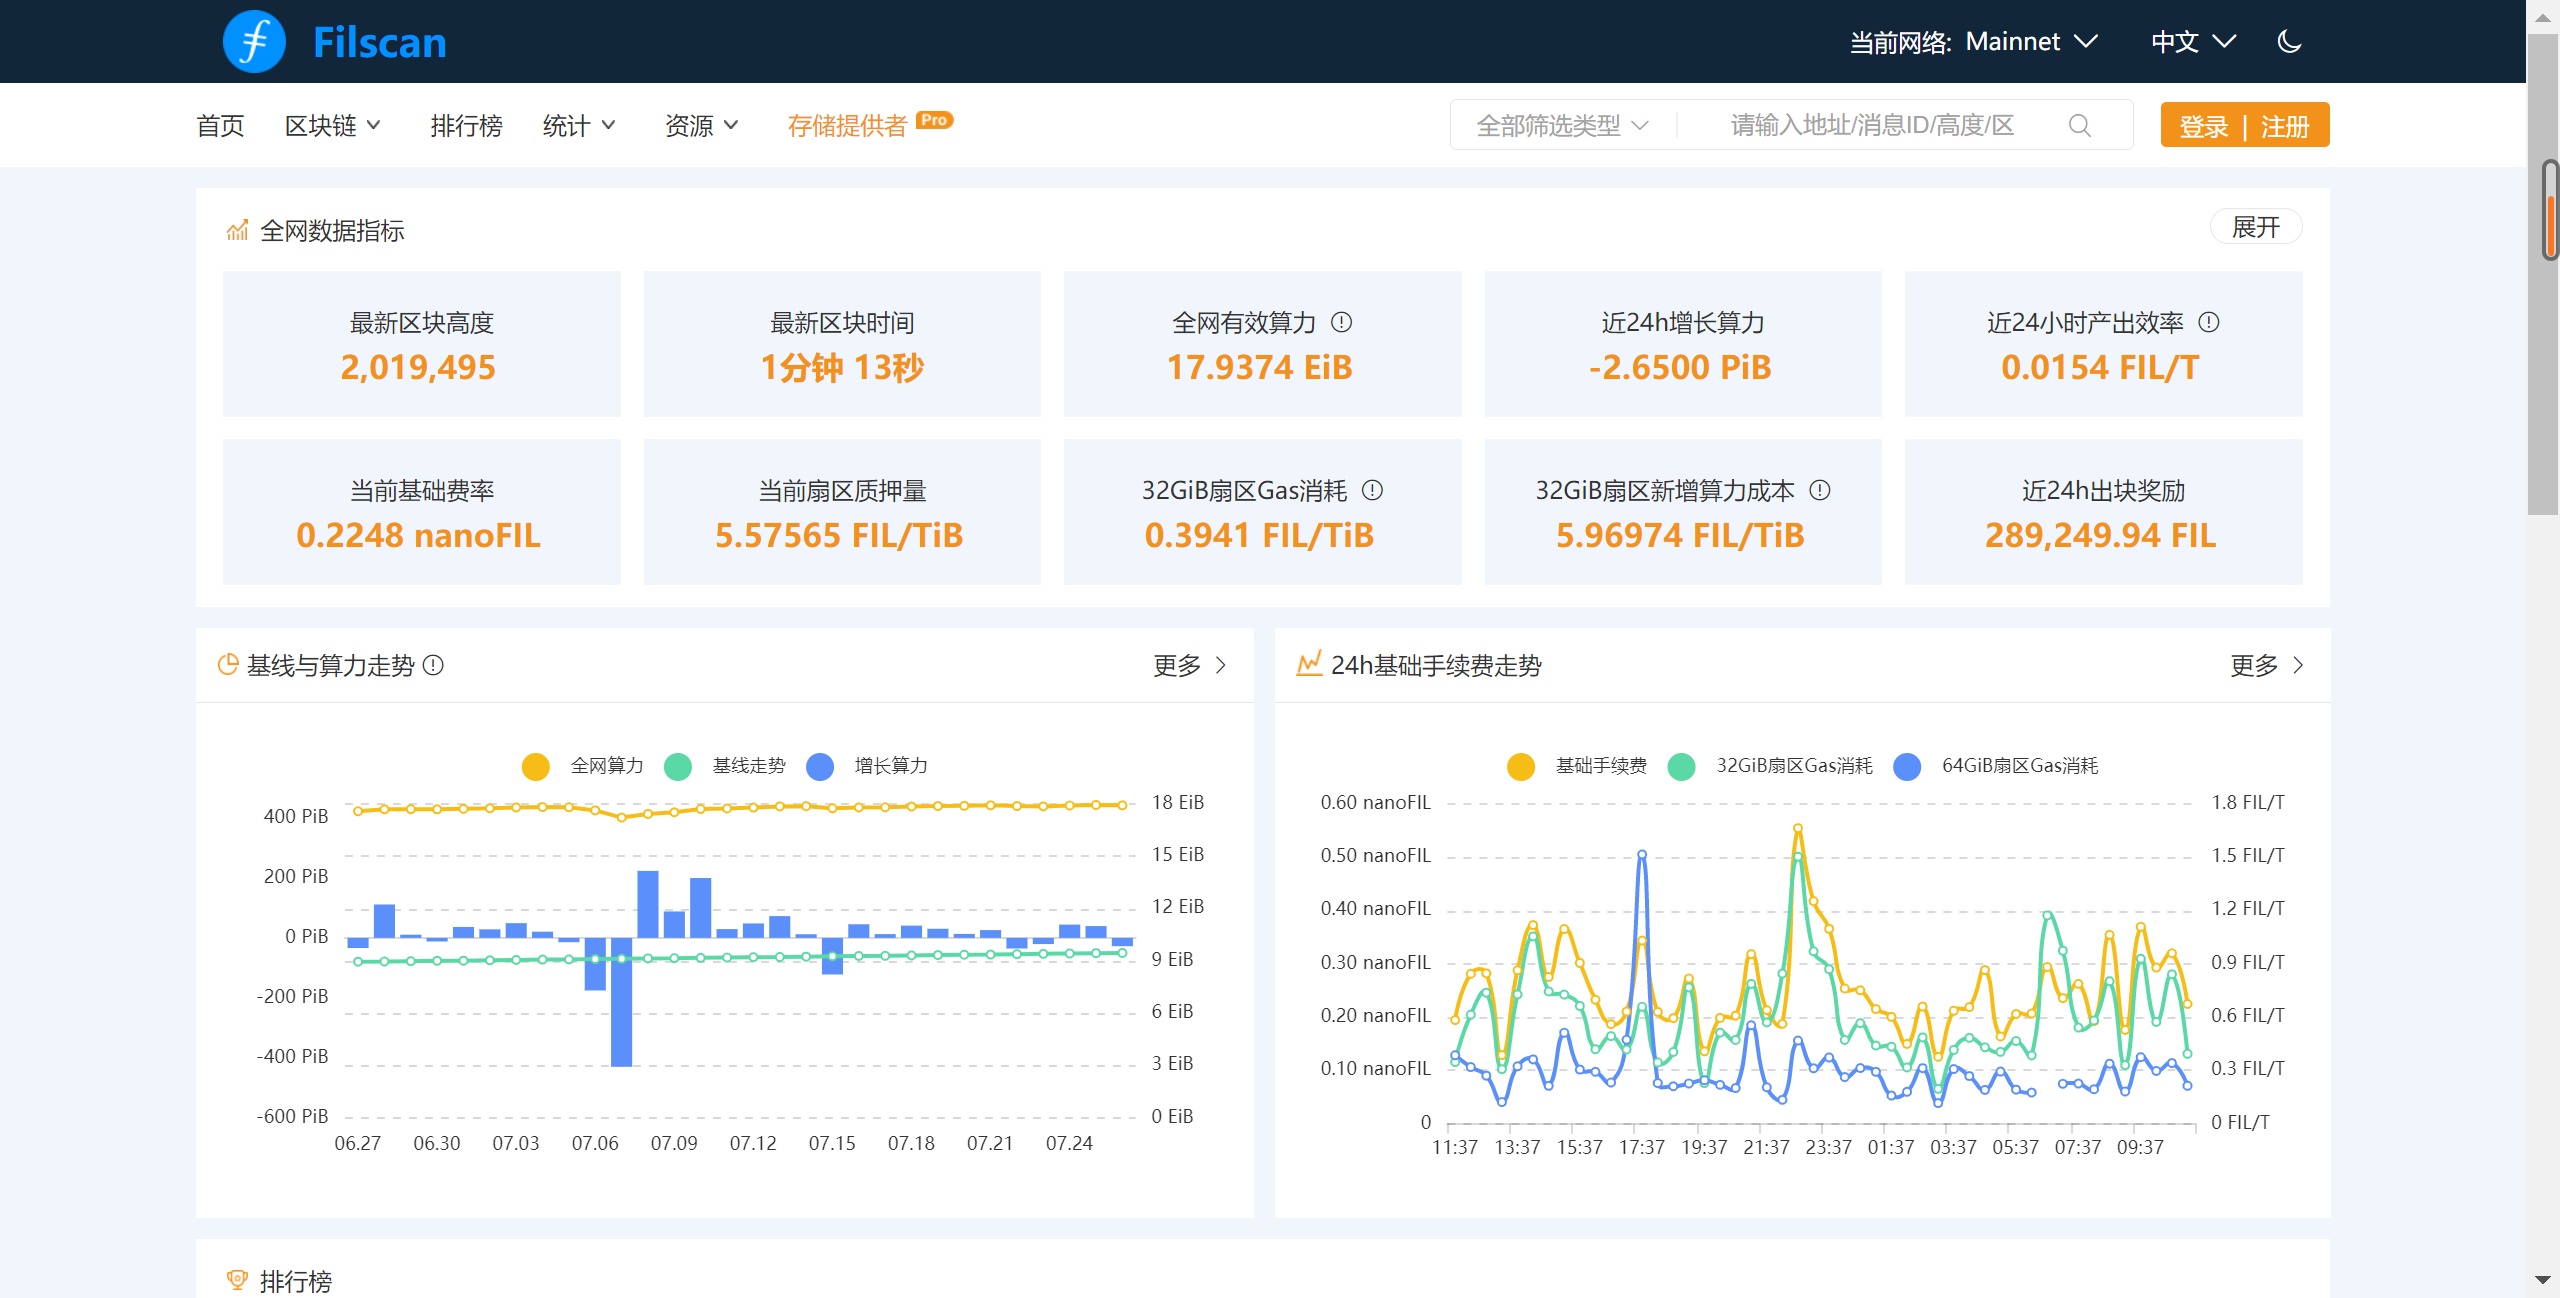 Filscan
当前网络: Mainnet
中文
首页
区块链
排行榜
统计
资源
存储提供者 Pro
全部筛选类型
请输入地址/消息ID/高度/区
登录 | 注册
全网数据指标
展开
最新区块高度
2,019,495
最新区块时间
1分钟 13秒
全网有效算力
17.9374 EiB
近24h增长算力
-2.6500 PiB
近24小时产出效率
0.0154 FIL/T
当前基础费率
0.2248 nanoFIL
当前扇区质押量
5.57565 FIL/TiB
32GiB扇区Gas消耗
0.3941 FIL/TiB
32GiB扇区新增算力成本
5.96974 FIL/TiB
近24h出块奖励
289,249.94 FIL
基线与算力走势
更多
全网算力
基线走势
增长算力
400 PiB
200 PiB
0 PiB
-200 PiB
-400 PiB
-600 PiB
18 EiB
15 EiB
12 EiB
9 EiB
6 EiB
3 EiB
0 EiB
06.27
06.30
07.03
07.06
07.09
07.12
07.15
07.18
07.21
07.24
24h基础手续费走势
更多
基础手续费
32GiB扇区Gas消耗
64GiB扇区Gas消耗
0.60 nanoFIL
0.50 nanoFIL
0.40 nanoFIL
0.30 nanoFIL
0.20 nanoFIL
0.10 nanoFIL
0
1.8 FIL/T
1.5 FIL/T
1.2 FIL/T
0.9 FIL/T
0.6 FIL/T
0.3 FIL/T
0 FIL/T
11:37
13:37
15:37
17:37
19:37
21:37
23:37
01:37
03:37
05:37
07:37
09:37
排行榜